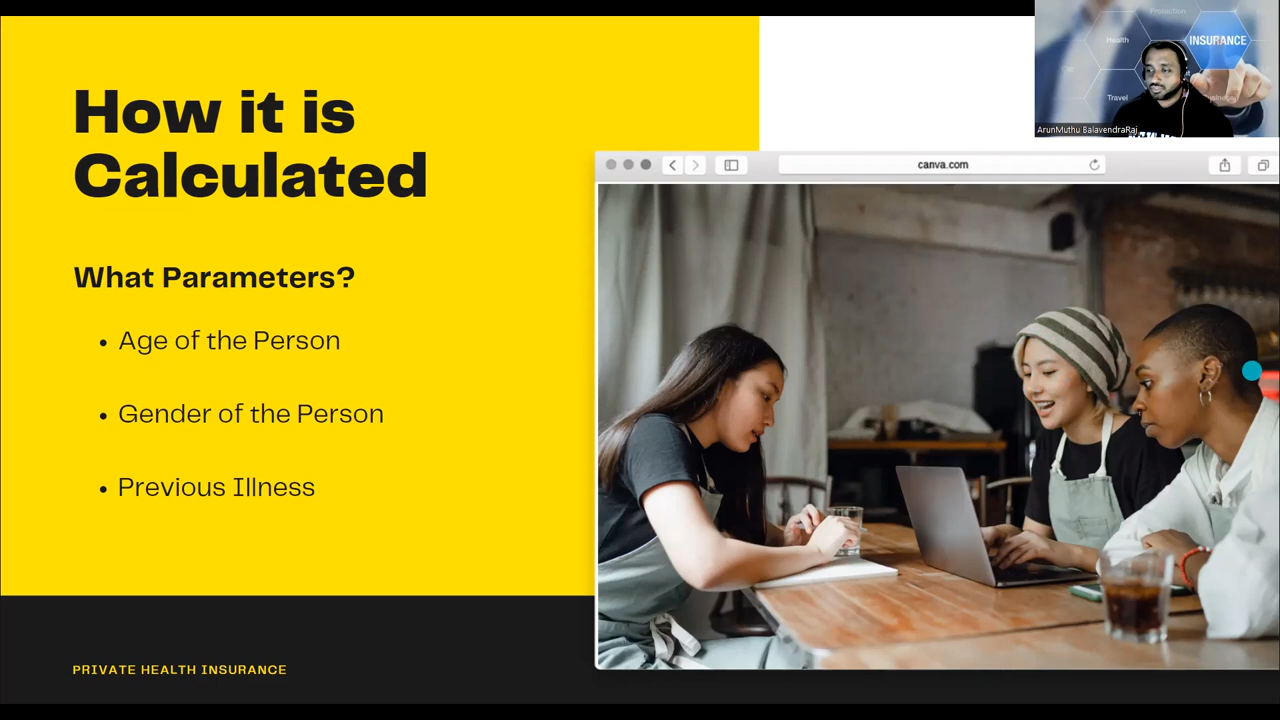 How it is
Calculated
What Parameters?
• Age of the Person
• Gender of the Person
• Previous Illness
PRIVATE HEALTH INSURANCE
canva.com
Protection
Health
INSURANCE
Travel
ArunMuthu BalavendraRaj